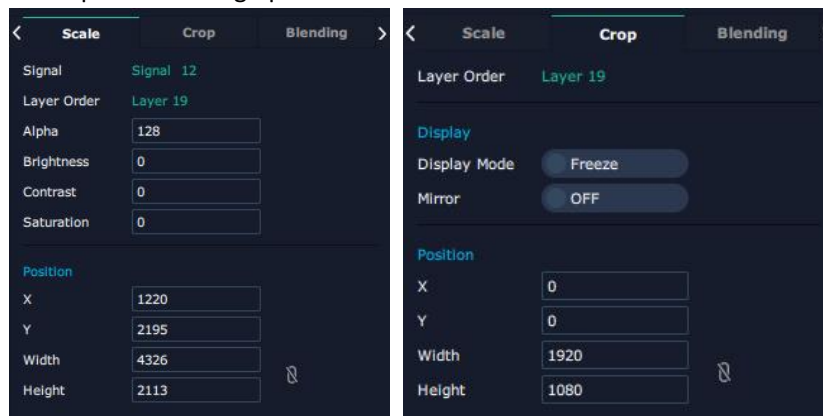 Scale Crop Blending
Signal Signal 12
Layer Order Layer 19
Alpha 128
Brightness 0
Contrast 0
Saturation 0
Position
X 1220
Y 2195
Width 4326
Height 2113
Scale Crop Blending
Layer Order Layer 19
Display
Display Mode Freeze
Mirror OFF
Position
X 0
Y 0
Width 1920
Height 1080